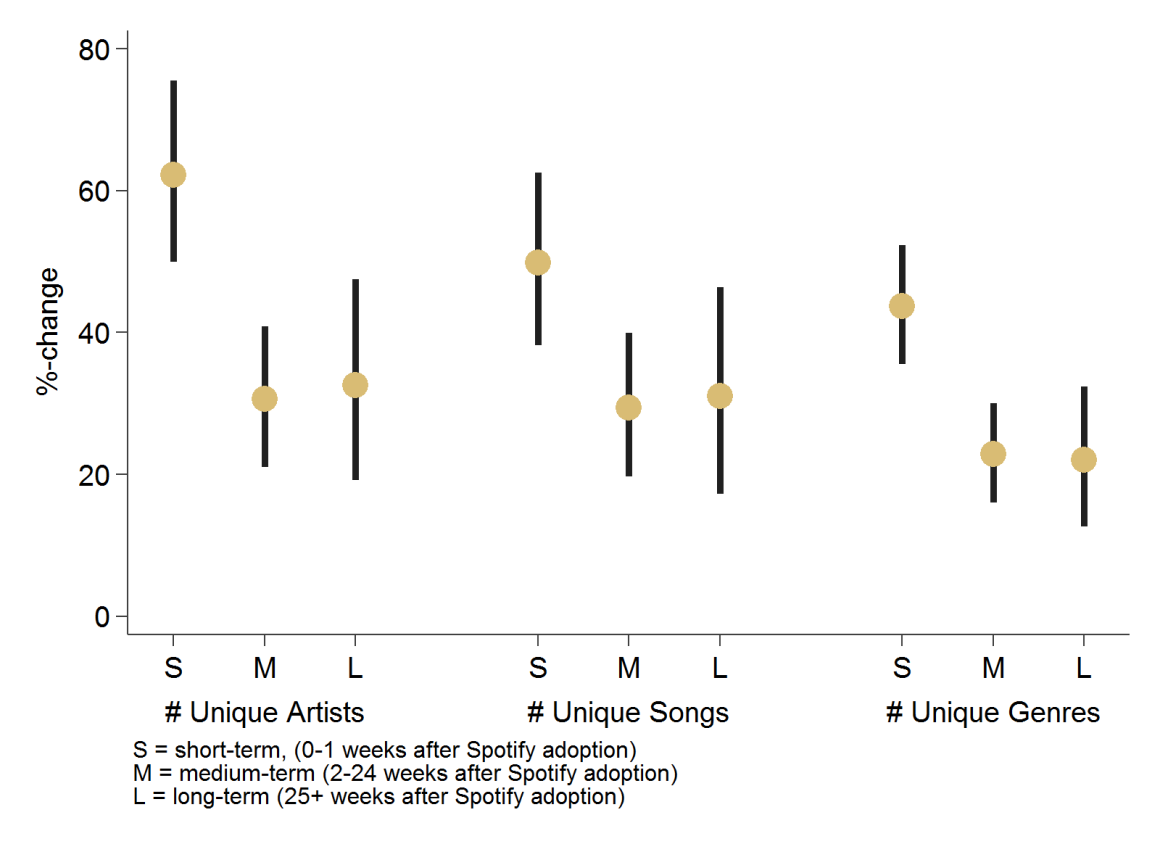 80
60
40
20
0
%-change
S M L S M L S M L
# Unique Artists # Unique Songs # Unique Genres
S = short-term, (0-1 weeks after Spotify adoption)
M = medium-term (2-24 weeks after Spotify adoption)
L = long-term (25+ weeks after Spotify adoption)